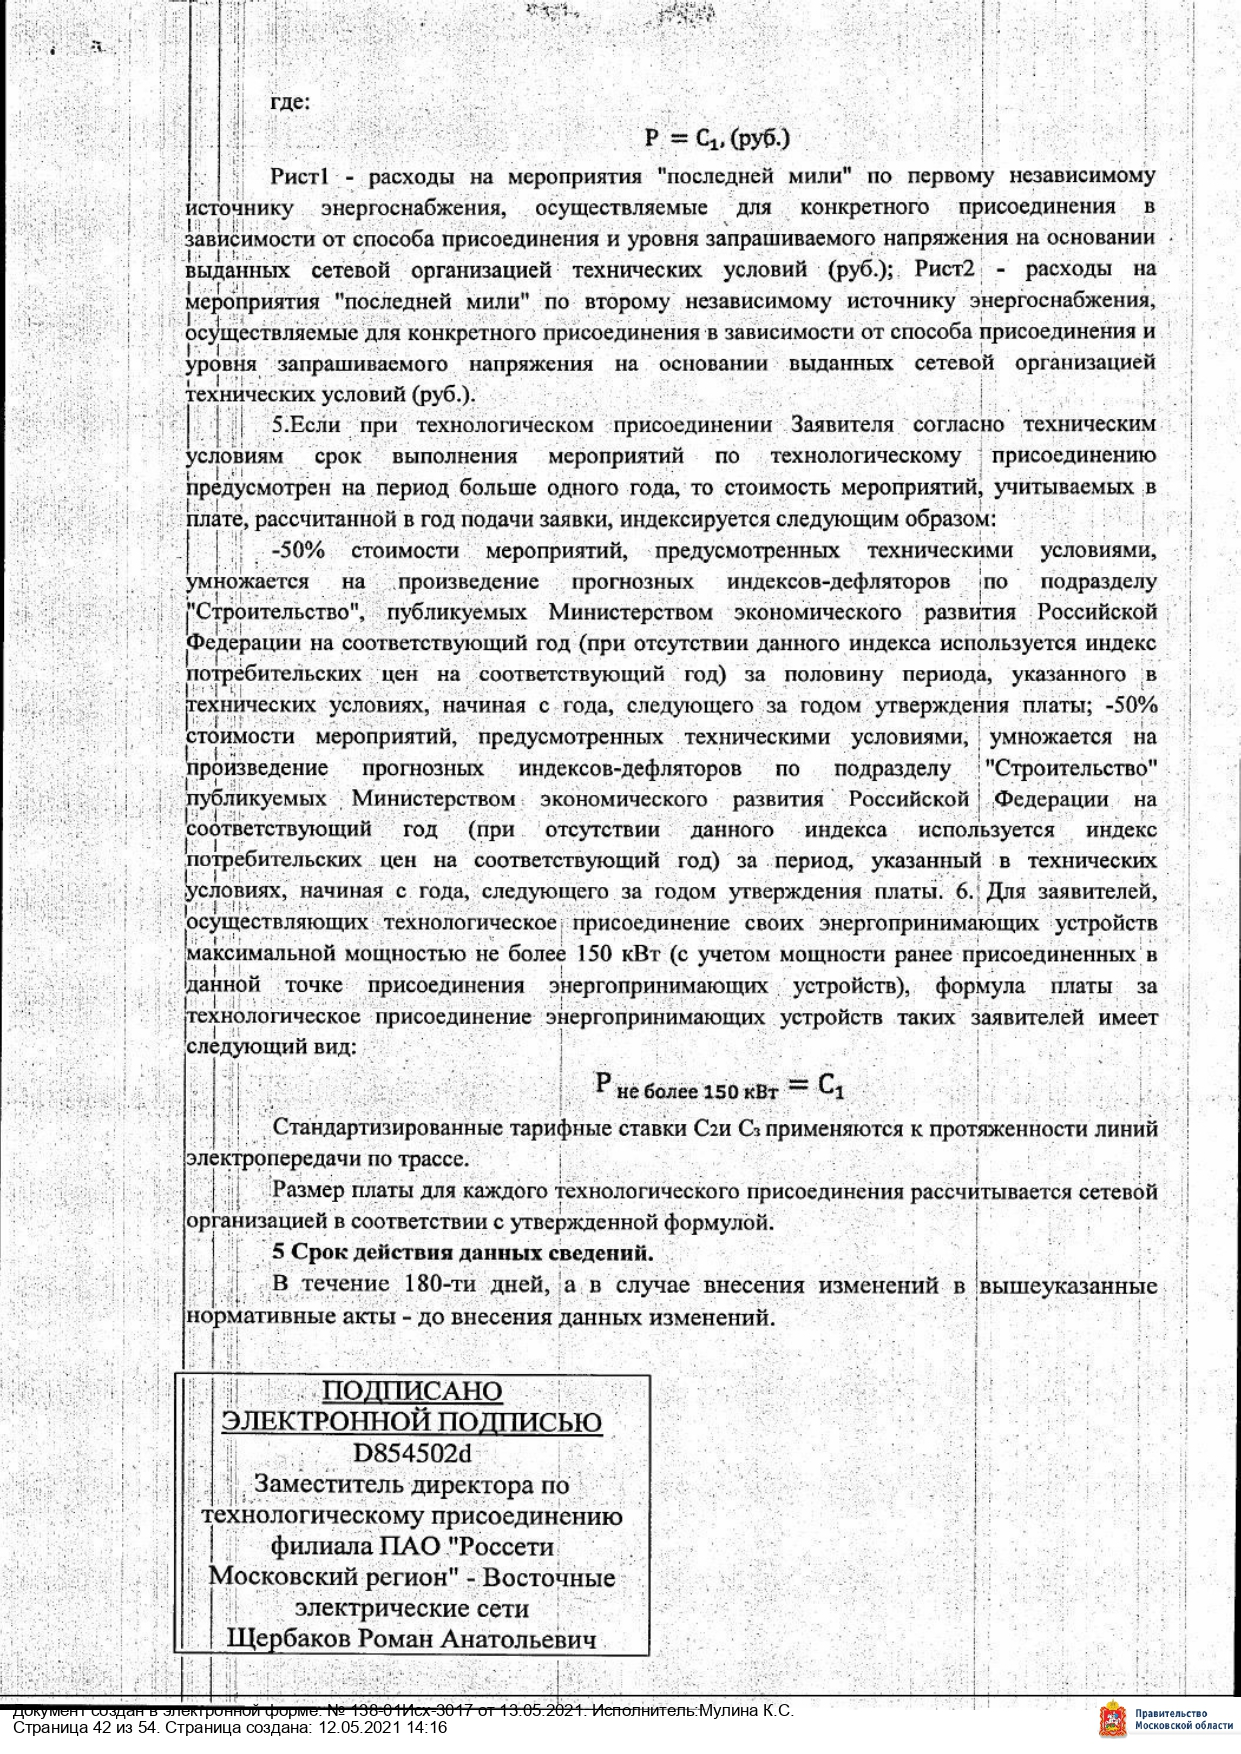 где:
P = C₁, (руб.)
Рист1 - расходы на мероприятия "последней мили" по первому независимому
источнику энергоснабжения, осуществляемые для конкретного присоединения в
зависимости от способа присоединения и уровня запрашиваемого напряжения на основании
выданных сетевой организацией технических условий (руб.); Рист2 - расходы на
мероприятия "последней мили" по второму независимому источнику энергоснабжения,
осуществляемые для конкретного присоединения в зависимости от способа присоединения и
уровня запрашиваемого напряжения на основании выданных сетевой организацией
технических условий (руб.).
5.Если при технологическом присоединении Заявителя согласно техническим
условиям срок выполнения мероприятий по технологическому присоединению
предусмотрен на период больше одного года, то стоимость мероприятий, учитываемых в
плате, рассчитанной в год подачи заявки, индексируется следующим образом:
-50% стоимости мероприятий, предусмотренных техническими условиями,
умножается на произведение прогнозных индексов-дефляторов по подразделу
"Строительство", публикуемых Министерством экономического развития Российской
Федерации на соответствующий год (при отсутствии данного индекса используется индекс
потребительских цен на соответствующий год) за половину периода, указанного в
технических условиях, начиная с года, следующего за годом утверждения платы; -50%
стоимости мероприятий, предусмотренных техническими условиями, умножается на
произведение прогнозных индексов-дефляторов по подразделу "Строительство"
публикуемых Министерством экономического развития Российской Федерации на
соответствующий год (при отсутствии данного индекса используется индекс
потребительских цен на соответствующий год) за период, указанный в технических
условиях, начиная с года, следующего за годом утверждения платы. 6. Для заявителей,
осуществляющих технологическое присоединение своих энергопринимающих устройств
максимальной мощностью не более 150 кВт (с учетом мощности ранее присоединенных в
данной точке присоединения энергопринимающих устройств), формула платы за
технологическое присоединение энергопринимающих устройств таких заявителей имеет
следующий вид:
P не более 150 кВт = C₁
Стандартизированные тарифные ставки С₂и С₃ применяются к протяженности линий
электропередачи по трассе.
Размер платы для каждого технологического присоединения рассчитывается сетевой
организацией в соответствии с утвержденной формулой.
5 Срок действия данных сведений.
В течение 180-ти дней, а в случае внесения изменений в вышеуказанные
нормативные акты - до внесения данных изменений.
ПОДПИСАНО
ЭЛЕКТРОННОЙ ПОДПИСЬЮ
D854502d
Заместитель директора по
технологическому присоединению
филиала ПАО "Россети
Московский регион" - Восточные
электрические сети
Щербаков Роман Анатольевич
Документ создан в электронной форме. № 138-01Исх-3017 от 13.05.2021. Исполнитель:Мулина К.С.
Страница 42 из 54. Страница создана: 12.05.2021 14:16
Правительство
Московской области